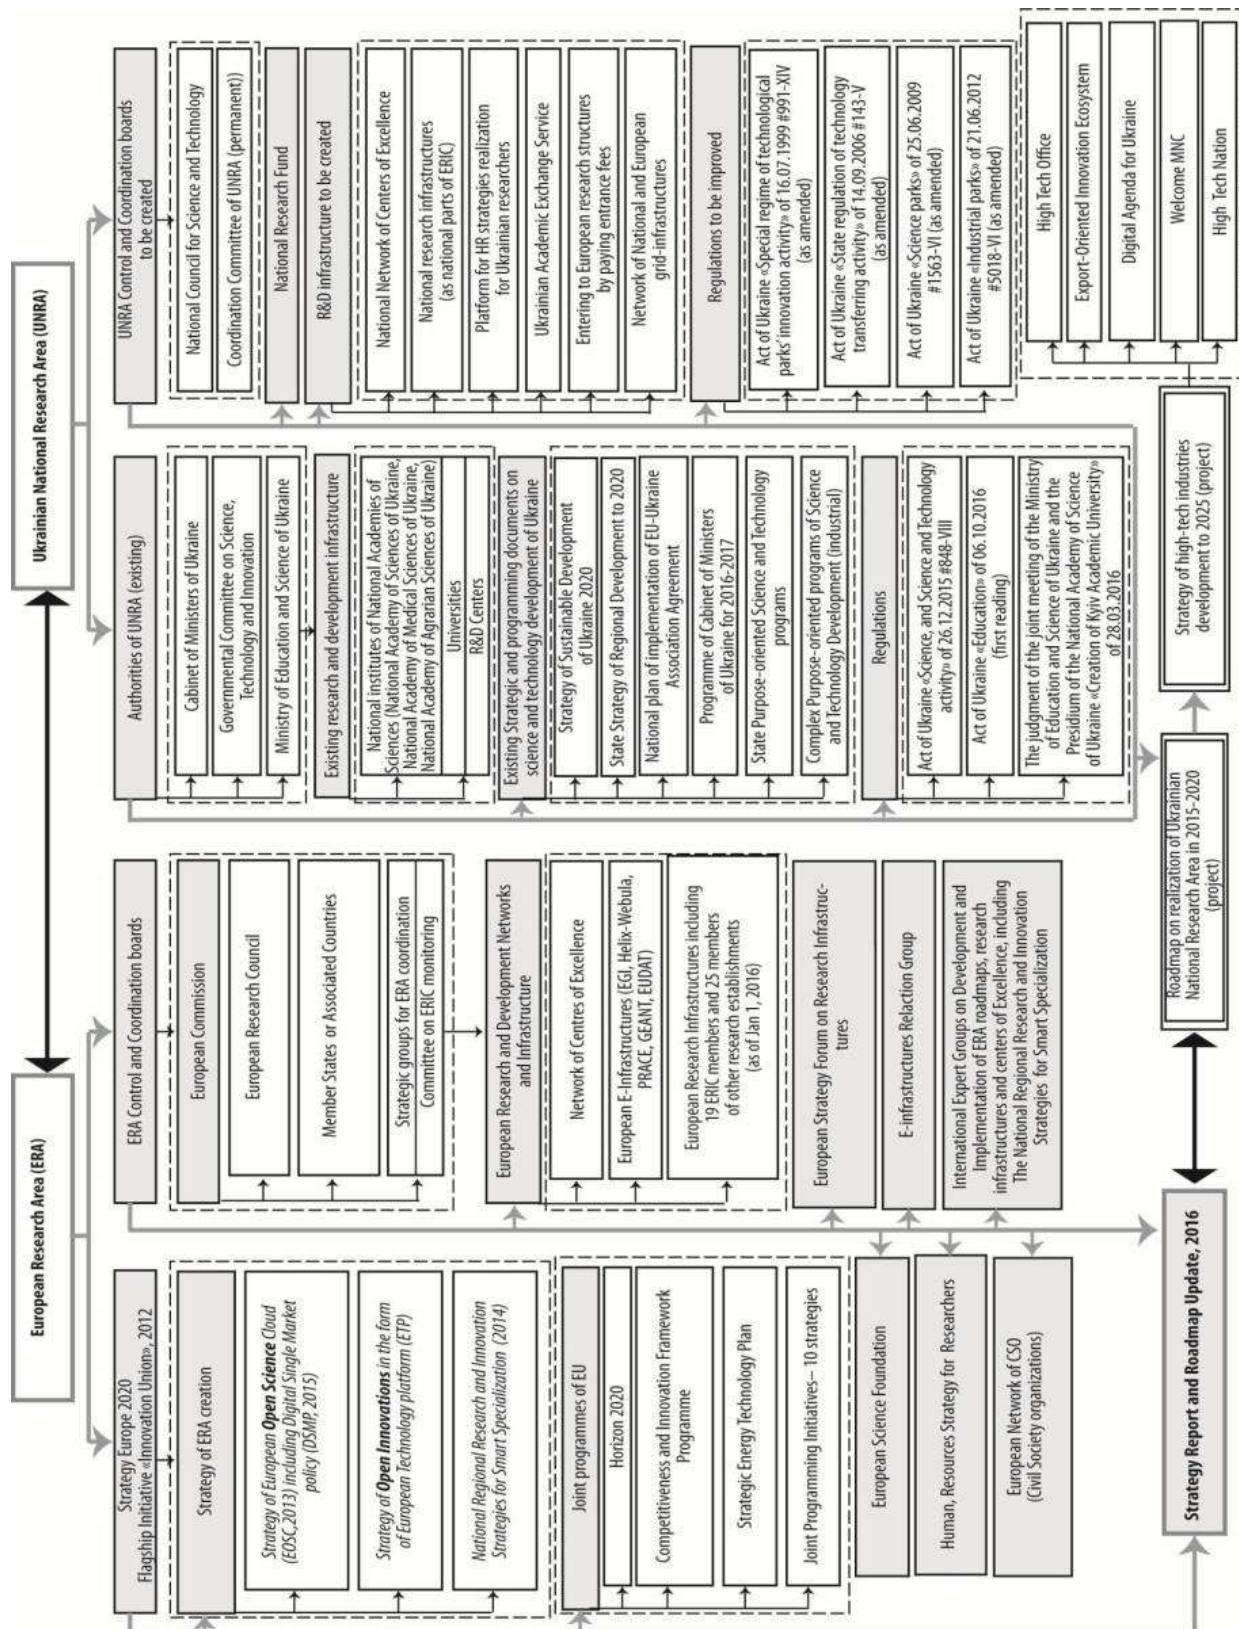 European Research Area (ERA)
Ukrainian National Research Area (UNRA)
Strategy Europe 2020
Flagship Initiative «Innovation Union», 2012
Strategy of ERA creation
Strategy of European Open Science Cloud
(EOSC,2013) including Digital Single Market
policy (DSMP, 2015)
Strategy of Open Innovations in the form
of European Technology platform (ETP)
National Regional Research and Innovation
Strategies for Smart Specialization (2014)
Joint programmes of EU
Horizon 2020
Competitiveness and Innovation Framework
Programme
Strategic Energy Technology Plan
Joint Programming Initiatives– 10 strategies
European Science Foundation
Human, Resources Strategy for Researchers
European Network of CSO
(Civil Society organizations)
Strategy Report and Roadmap Update, 2016
ERA Control and Coordination boards
European Commission
European Research Council
Member States or Associated Countries
Strategic groups for ERA coordination
Committee on ERIC monitoring
European Research and Development Networks
and Infrastructure
Network of Centres of Excellence
European E-Infrastructures (EGI, Helix-Webula,
PRACE, GEANT, EUDAT)
European Research Infrastructures including
19 ERIC members and 25 members
of other research establishments
(as of Jan 1, 2016)
European Strategy Forum on Research Infrastruc-
tures
E-infrastructures Relaction Group
International Expert Groups on Development and
Implementation of ERA roadmaps, research
infrastructures and centers of Excellence, including
The National Regional Research and Innovation
Strategies for Smart Specialization
Authorities of UNRA (existing)
Cabinet of Ministers of Ukraine
Governmental Committee on Science,
Technology and Innovation
Ministry of Education and Science of Ukraine
Existing research and development infrastructure
National institutes of National Academies of
Sciences (National Academy of Sciences of Ukraine,
National Academy of Medical Sciences of Ukraine,
National Academy of Agrarian Sciences of Ukraine)
Universities
R&D Centers
Existing Strategic and programming documents on
science and technology development of Ukraine
Strategy of Sustainable Development
of Ukraine 2020
State Strategy of Regional Development to 2020
National plan of implementation of EU-Ukraine
Association Agreement
Programme of Cabinet of Ministers
of Ukraine for 2016-2017
State Purpose-oriented Science and Technology
programs
Complex Purpose-oriented programs of Science
and Technology Development (industrial)
Regulations
Act of Ukraine «Science, and Science and Technology
activity» of 26.12.2015 #848-VIII
Act of Ukraine «Education» of 06.10.2016
(first reading)
The judgment of the joint meeting of the Ministry
of Education and Science of Ukraine and the
Presidium of the National Academy of Science
of Ukraine «Creation of Kyiv Academic University»
of 28.03.2016
Roadmap on realization of Ukrainian
National Research Area in 2015-2020
(project)
UNRA Control and Coordination boards
to be created
National Council for Science and Technology
Coordination Committee of UNRA (permanent))
National Research Fund
R&D infrastructure to be created
National Network of Centers of Excellence
National research infrastructures
(as national parts of ERIC)
Platform for HR strategies realization
for Ukrainian researchers
Ukrainian Academic Exchange Service
Entering to European research structures
by paying entrance fees
Network of National and European
grid-infrastructures
Regulations to be improved
Act of Ukraine «Special regime of technological
parks' innovation activity» of 16.07.1999 #991-XIV
(as amended)
Act of Ukraine «State regulation of technology
transferring activity» of 14.09.2006 #143-V
(as amended)
Act of Ukraine «Science parks» of 25.06.2009
#1563-VI (as amended)
Act of Ukraine «Industrial parks» of 21.06.2012
#5018-VI (as amended)
Strategy of high-tech industries
development to 2025 (project)
High Tech Office
Export-Oriented Innovation Ecosystem
Digital Agenda for Ukraine
Welcome MNC
High Tech Nation